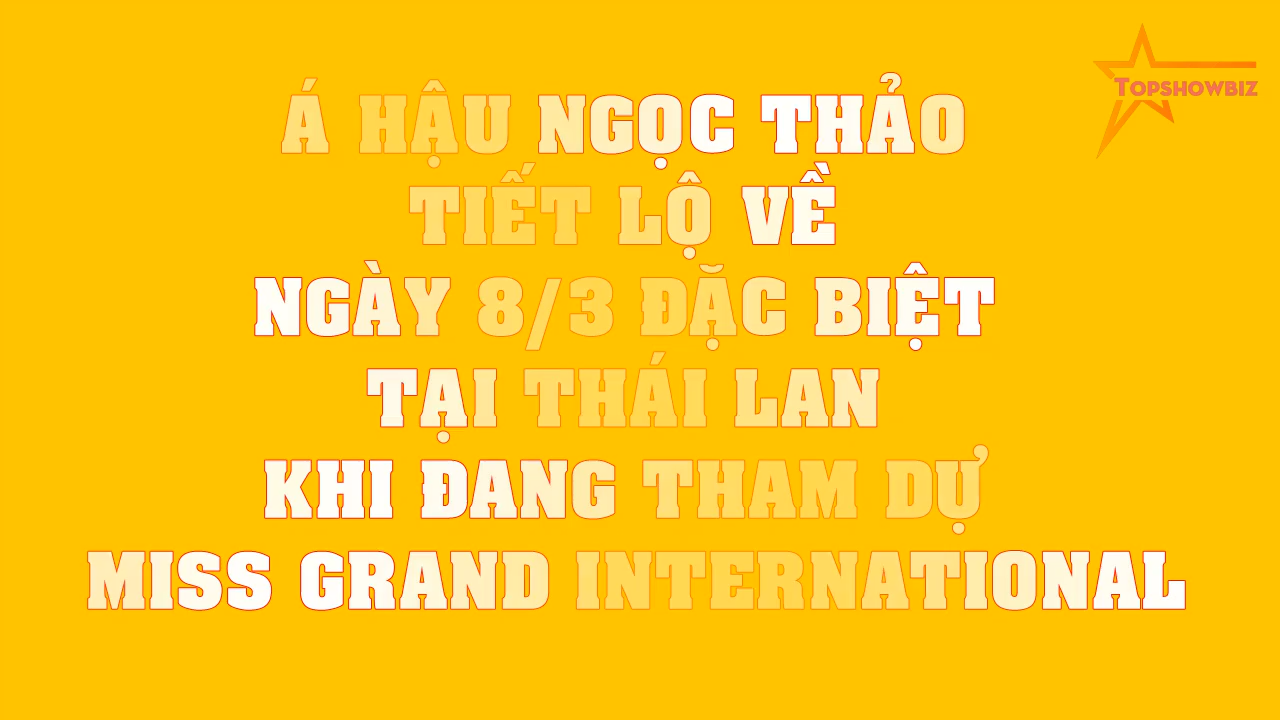 TOPSHOWBIZ
Á HẬU NGỌC THẢO
TIẾT LỘ VỀ
NGÀY 8/3 ĐẶC BIỆT
TẠI THÁI LAN
KHI ĐANG THAM DỰ
MISS GRAND INTERNATIONAL